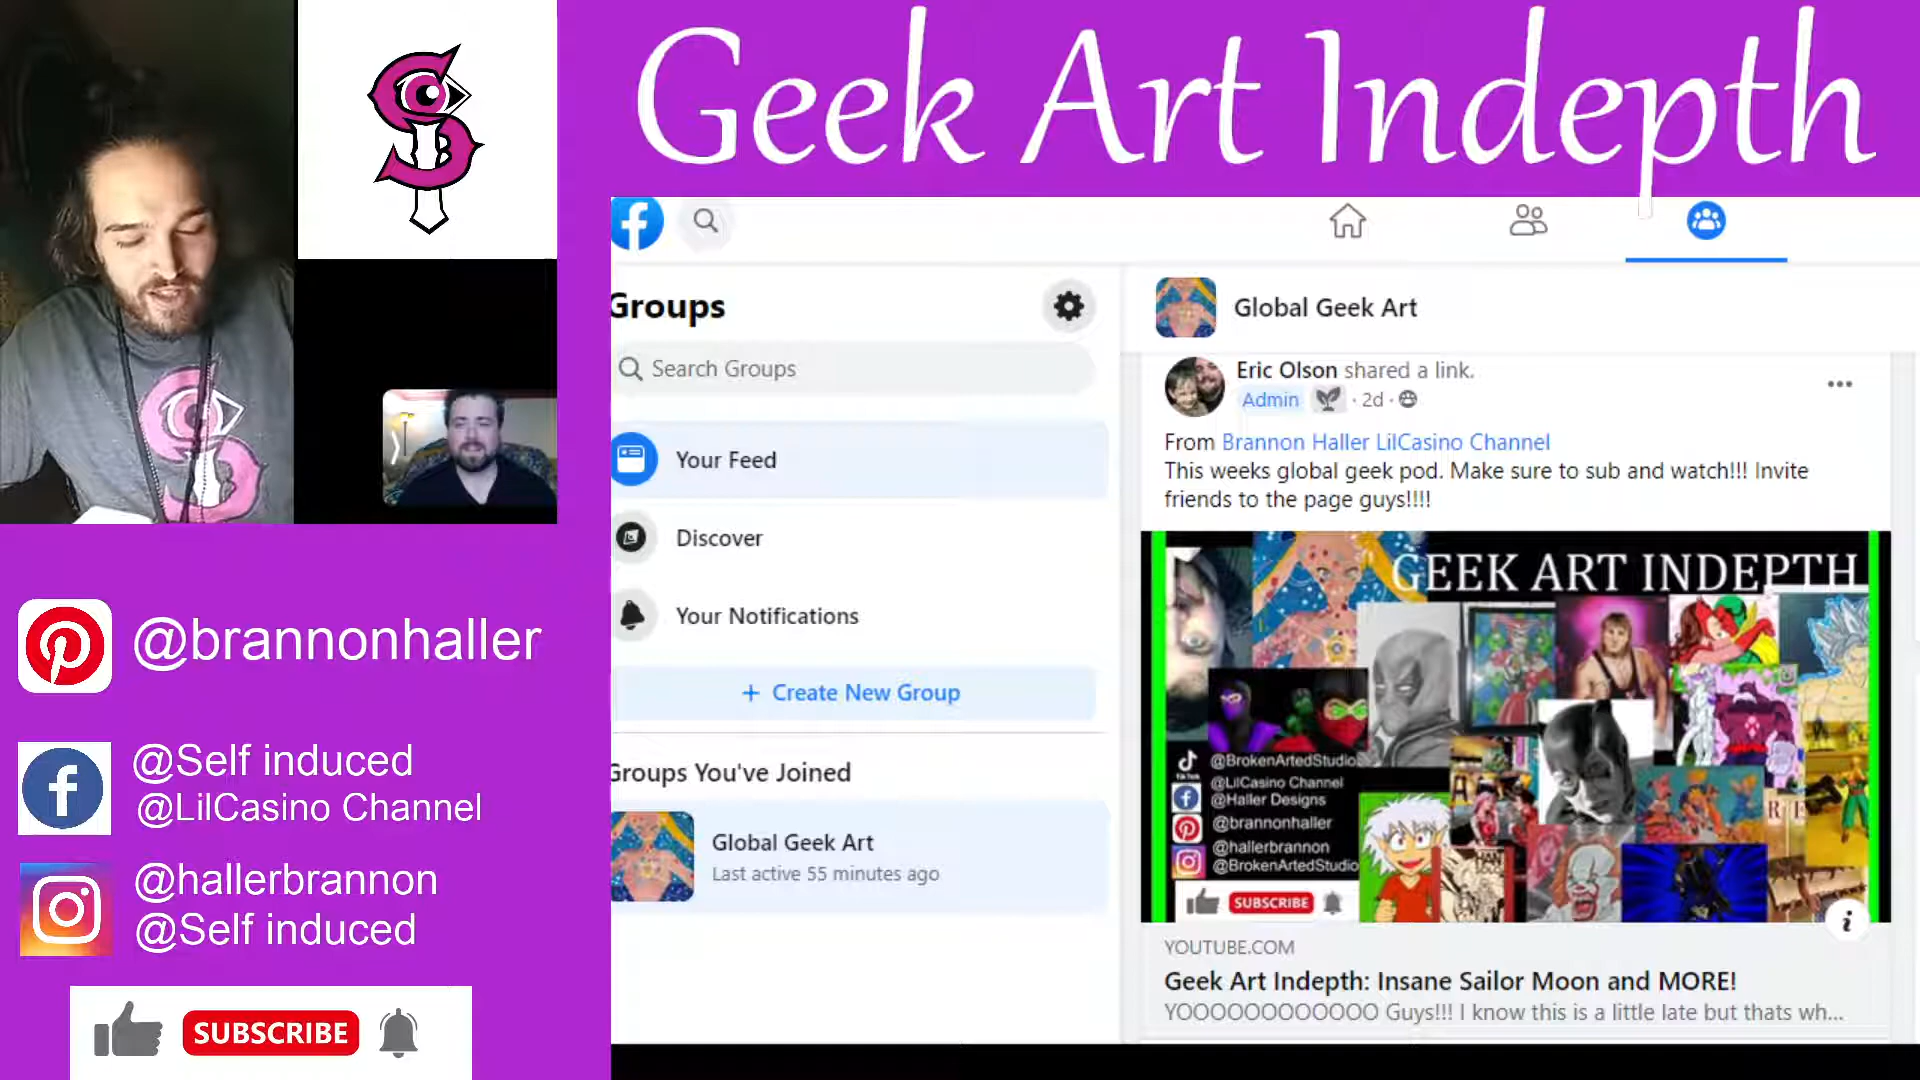 Geek Art Indepth
@brannonhaller
@Self induced
@LilCasino Channel
@hallerbrannon
@Self induced
SUBSCRIBE
Groups
Search Groups
Your Feed
Discover
Your Notifications
+ Create New Group
Groups You've Joined
Global Geek Art
Last active 55 minutes ago
Global Geek Art
Eric Olson shared a link.
Admin · 2d ·
From Brannon Haller LilCasino Channel
This weeks global geek pod. Make sure to sub and watch!!! Invite
friends to the page guys!!!!
GEEK ART INDEPTH
@BrokenArtedStudio
@LilCasino Channel
@Haller Designs
@brannonhaller
@hallerbrannon
@BrokenArtedStudio
SUBSCRIBE
YOUTUBE.COM
Geek Art Indepth: Insane Sailor Moon and MORE!
YOOOOOOOOOOOO Guys!!! I know this is a little late but thats wh...